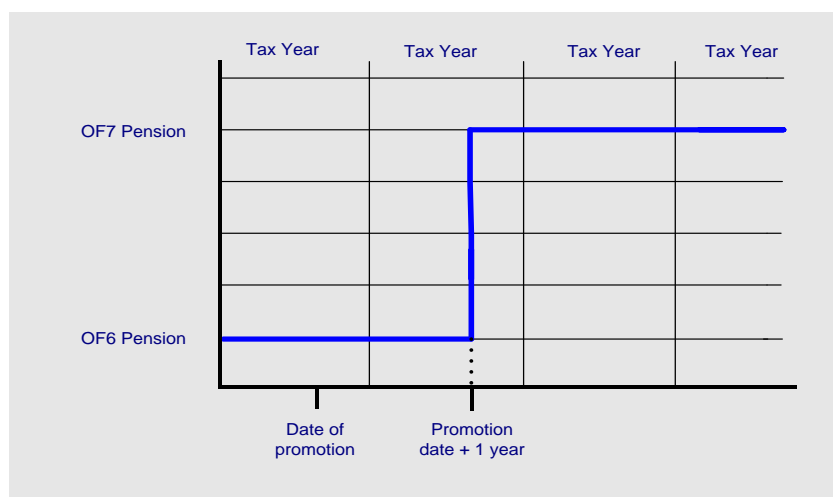 Tax Year
Tax Year
Tax Year
Tax Year
OF7 Pension
OF6 Pension
Date of
promotion
Promotion
date + 1 year